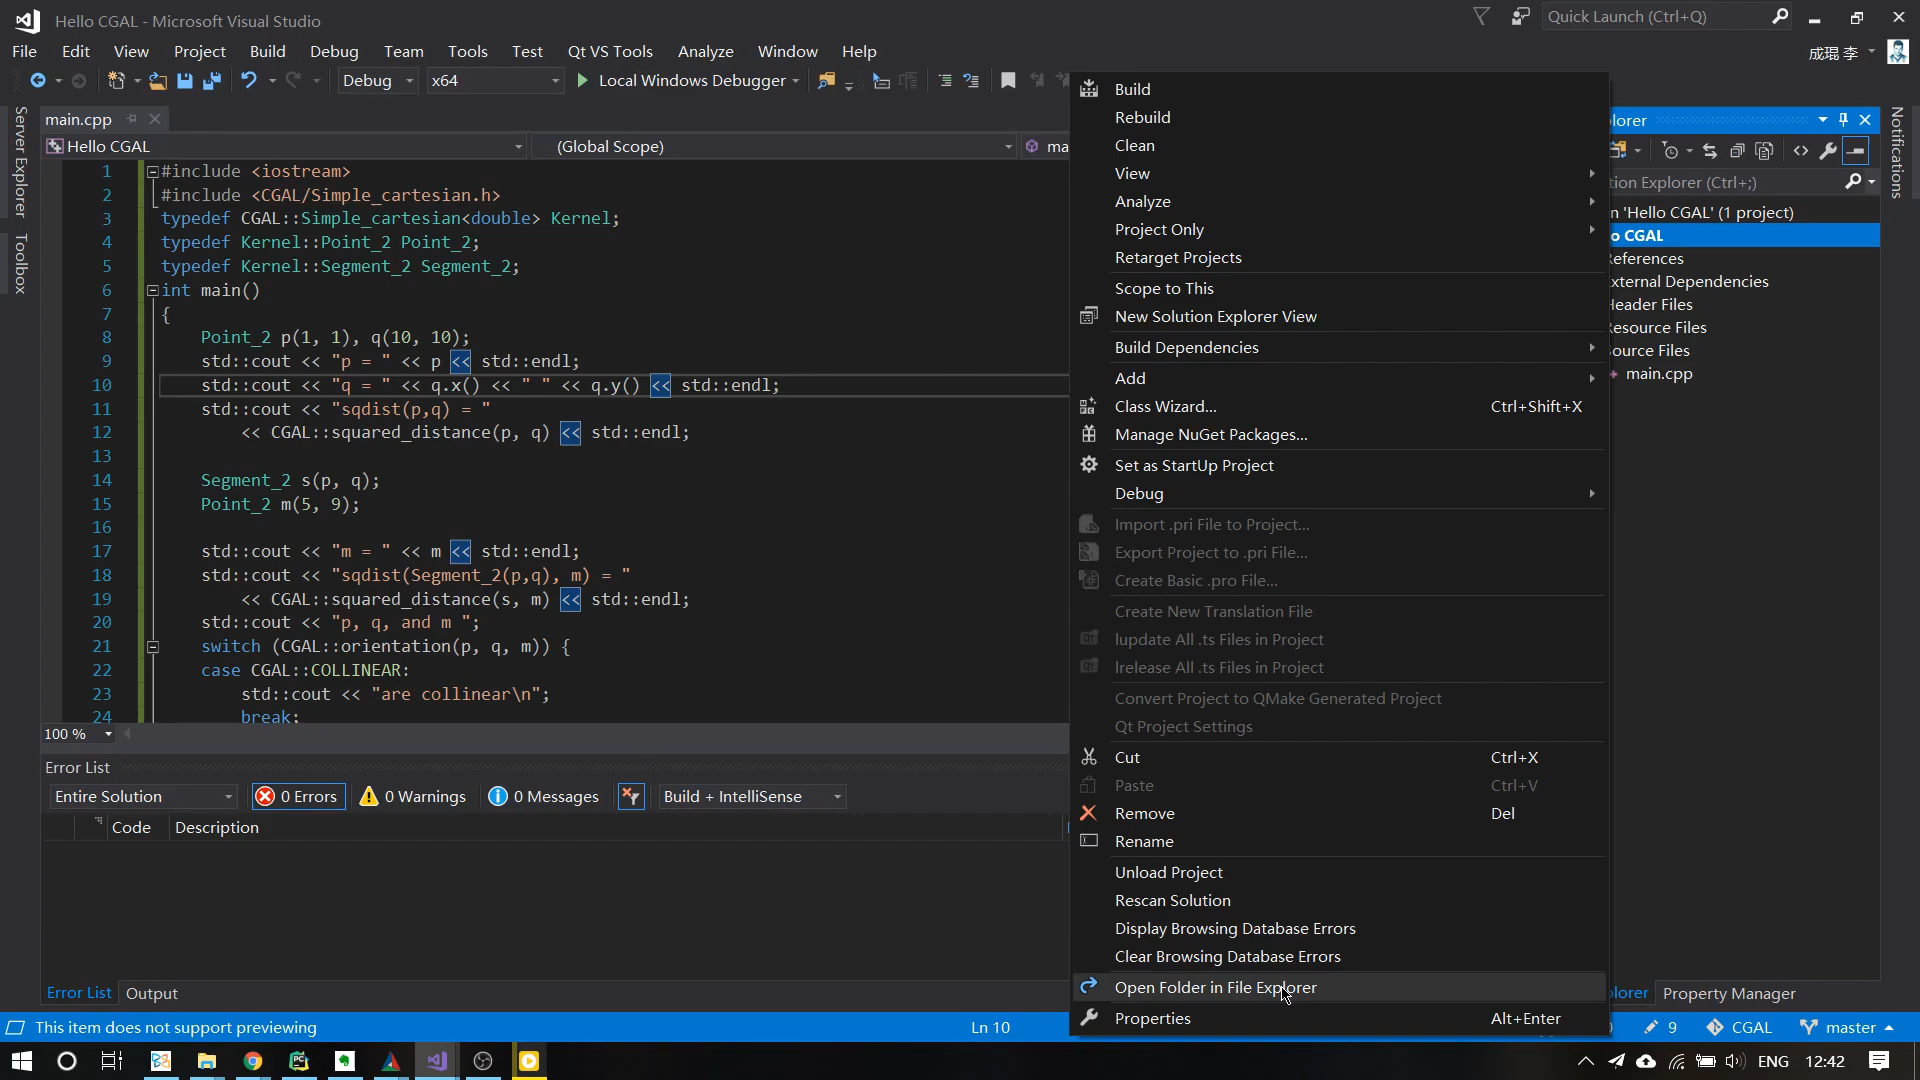 Hello CGAL - Microsoft Visual Studio
Quick Launch (Ctrl+Q)
File Edit View Project Build Debug Team Tools Test Qt VS Tools Analyze Window Help
成琨 李
Debug x64 Local Windows Debugger
Server Explorer
Toolbox
main.cpp
Hello CGAL (Global Scope) ma
1 #include <iostream>
2 #include <CGAL/Simple_cartesian.h>
3 typedef CGAL::Simple_cartesian<double> Kernel;
4 typedef Kernel::Point_2 Point_2;
5 typedef Kernel::Segment_2 Segment_2;
6 int main()
7 {
8 Point_2 p(1, 1), q(10, 10);
9 std::cout << "p = " << p << std::endl;
10 std::cout << "q = " << q.x() << " " << q.y() << std::endl;
11 std::cout << "sqdist(p,q) = "
12 << CGAL::squared_distance(p, q) << std::endl;
13
14 Segment_2 s(p, q);
15 Point_2 m(5, 9);
16
17 std::cout << "m = " << m << std::endl;
18 std::cout << "sqdist(Segment_2(p,q), m) = "
19 << CGAL::squared_distance(s, m) << std::endl;
20 std::cout << "p, q, and m ";
21 switch (CGAL::orientation(p, q, m)) {
22 case CGAL::COLLINEAR:
23 std::cout << "are collinear\n";
24 break;
100 %
Error List
Entire Solution 0 Errors 0 Warnings 0 Messages Build + IntelliSense
Code Description
Error List Output
Build
Rebuild
Clean
View
Analyze
Project Only
Retarget Projects
Scope to This
New Solution Explorer View
Build Dependencies
Add
Class Wizard... Ctrl+Shift+X
Manage NuGet Packages...
Set as StartUp Project
Debug
Import .pri File to Project...
Export Project to .pri File...
Create Basic .pro File...
Create New Translation File
lupdate All .ts Files in Project
lrelease All .ts Files in Project
Convert Project to QMake Generated Project
Qt Project Settings
Cut Ctrl+X
Paste Ctrl+V
Remove Del
Rename
Unload Project
Rescan Solution
Display Browsing Database Errors
Clear Browsing Database Errors
Open Folder in File Explorer
Properties Alt+Enter
lorer
tion Explorer (Ctrl+;)
n 'Hello CGAL' (1 project)
o CGAL
References
xternal Dependencies
Header Files
Resource Files
ource Files
main.cpp
Notifications
lorer Property Manager
This item does not support previewing Ln 10 9 CGAL master
ENG 12:42